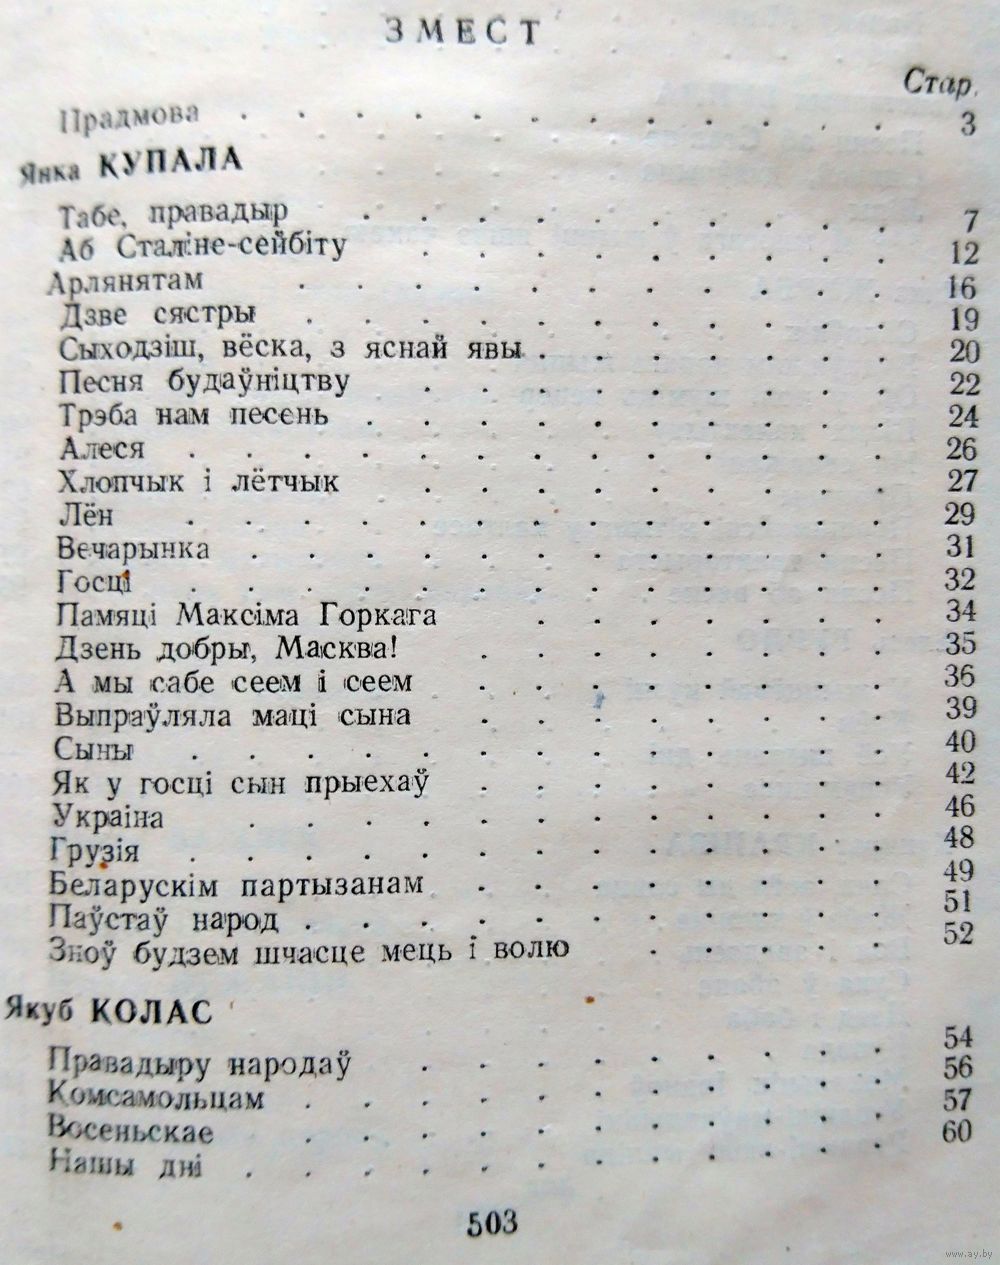 ЗМЕСТ
Стар.
Прадмова . . . . . . . . . . . . 3
Янка КУПАЛА
Табе, правадыр . . . . . . . . . . 7
Аб Сталіне-сейбіту . . . . . . . . . 12
Арлянятам . . . . . . . . . . . 16
Дзве сястры . . . . . . . . . . . 19
Сыходзіш, вёска, з яснай явы . . . . . . . 20
Песня будаўніцтву . . . . . . . . . 22
Трэба нам песень . . . . . . . . . . 24
Алеся . . . . . . . . . . . . . 26
Хлопчык і лётчык . . . . . . . . . 27
Лён . . . . . . . . . . . . . 29
Вечарынка . . . . . . . . . . . . 31
Госці . . . . . . . . . . . . . 32
Памяці Максіма Горкага . . . . . . . 34
Дзень добры, Масква! . . . . . . . . 35
А мы сабе сеем і сеем . . . . . . . . 36
Выпраўляла маці сына . . . . . . . . 39
Сыны . . . . . . . . . . . . . 40
Як у госці сын прыехаў . . . . . . . . 42
Украіна . . . . . . . . . . . . 46
Грузія . . . . . . . . . . . . . 48
Беларускім партызанам . . . . . . . . 49
Паўстаў народ . . . . . . . . . . . 51
Зноў будзем шчасце мець і волю . . . . . 52
Якуб КОЛАС
Правадыру народаў . . . . . . . . . 54
Комсамольцам . . . . . . . . . . . 56
Восеньскае . . . . . . . . . . . 57
Нашы дні . . . . . . . . . . . . 60
503
www.ay.by